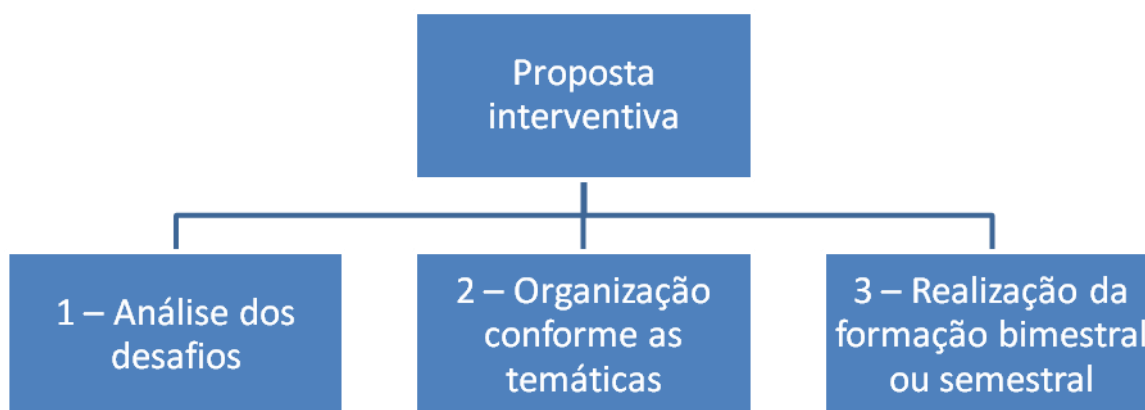 Proposta
interventiva
1 – Análise dos
desafios
2 – Organização
conforme as
temáticas
3 – Realização da
formação bimestral
ou semestral